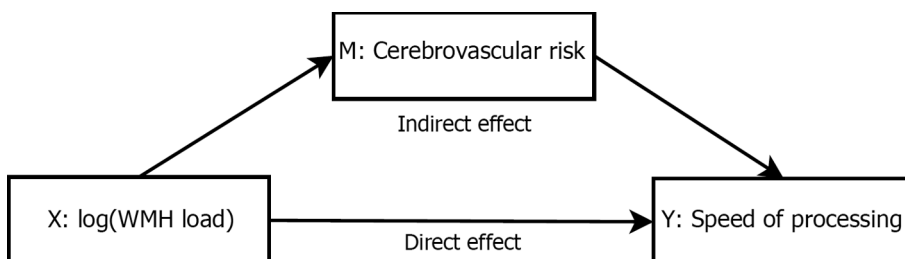 M: Cerebrovascular risk
Indirect effect
X: log(WMH load)
Y: Speed of processing
Direct effect